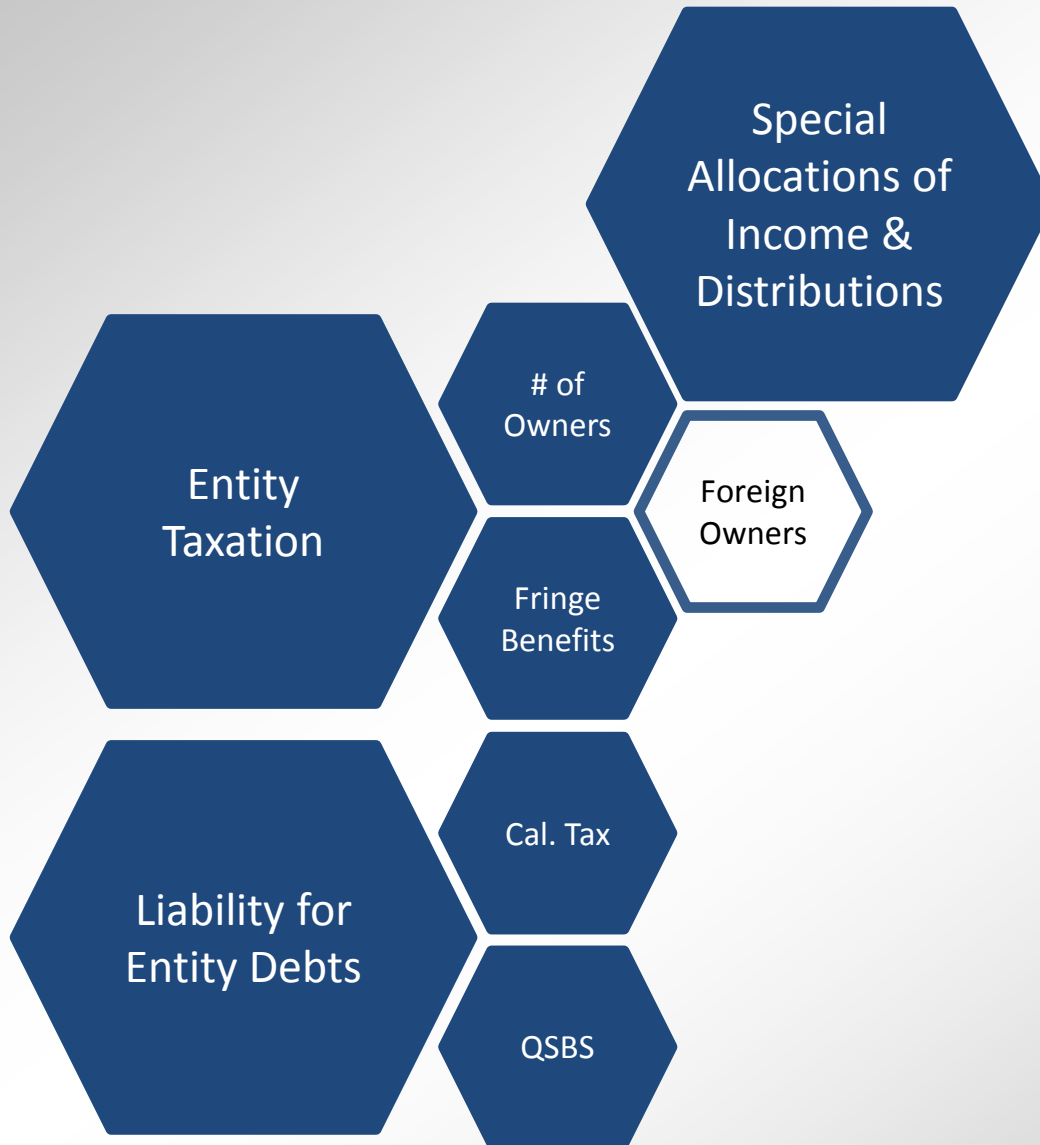 Special
Allocations of
Income &
Distributions
# of
Owners
Entity
Taxation
Foreign
Owners
Fringe
Benefits
Cal. Tax
Liability for
Entity Debts
QSBS